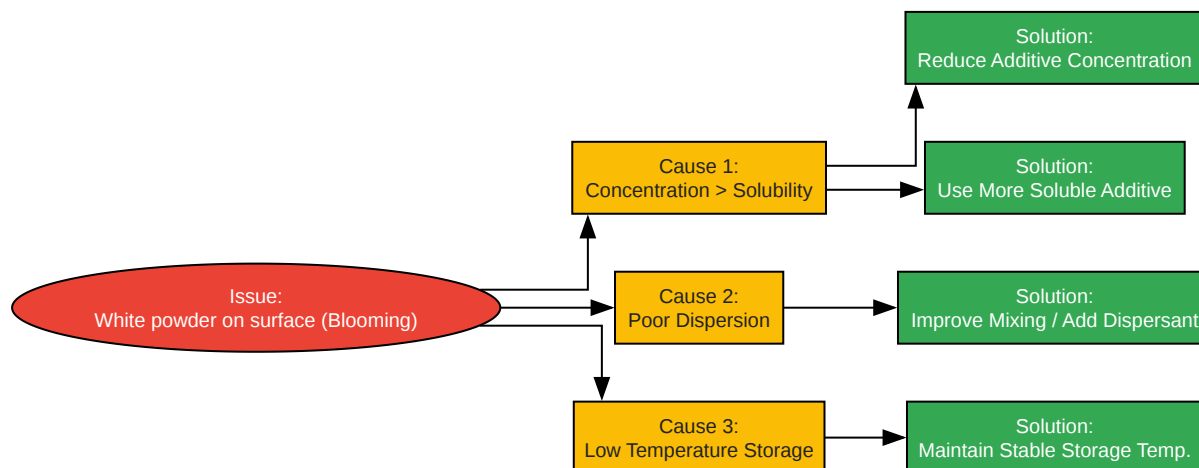 Issue:
White powder on surface (Blooming)
Cause 1:
Concentration > Solubility
Cause 2:
Poor Dispersion
Cause 3:
Low Temperature Storage
Solution:
Reduce Additive Concentration
Solution:
Use More Soluble Additive
Solution:
Improve Mixing / Add Dispersant
Solution:
Maintain Stable Storage Temp.